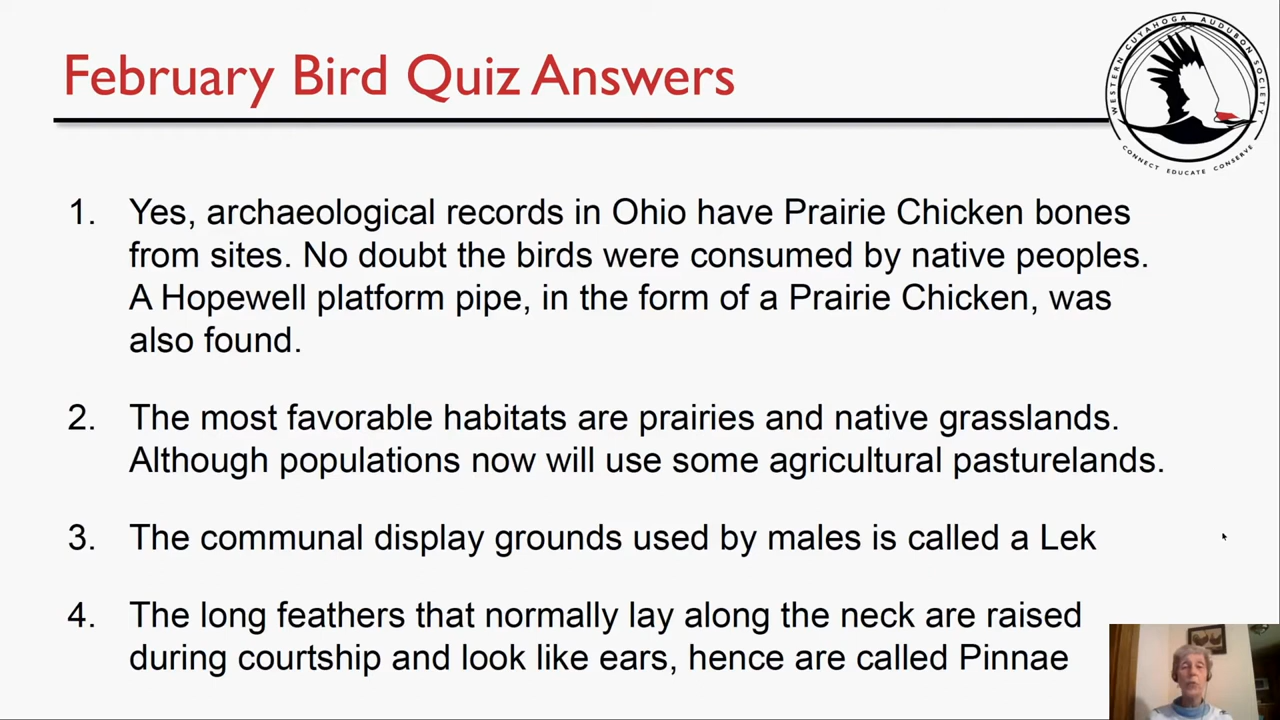 February Bird Quiz Answers
WESTERN CUYAHOGA AUDUBON SOCIETY
CONNECT EDUCATE CONSERVE
1. Yes, archaeological records in Ohio have Prairie Chicken bones
from sites. No doubt the birds were consumed by native peoples.
A Hopewell platform pipe, in the form of a Prairie Chicken, was
also found.
2. The most favorable habitats are prairies and native grasslands.
Although populations now will use some agricultural pasturelands.
3. The communal display grounds used by males is called a Lek
4. The long feathers that normally lay along the neck are raised
during courtship and look like ears, hence are called Pinnae